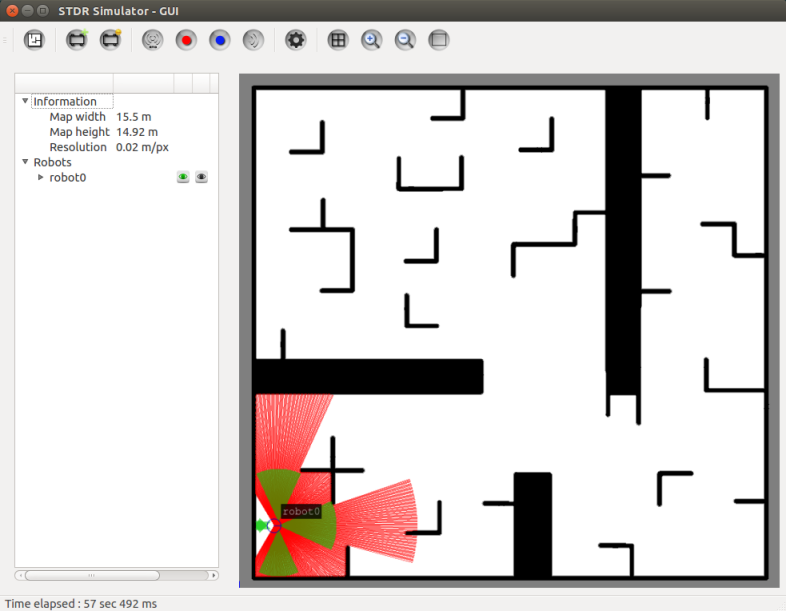 STDR Simulator - GUI
Information
Map width 15.5 m
Map height 14.92 m
Resolution 0.02 m/px
Robots
robot0
robot0
Time elapsed : 57 sec 492 ms